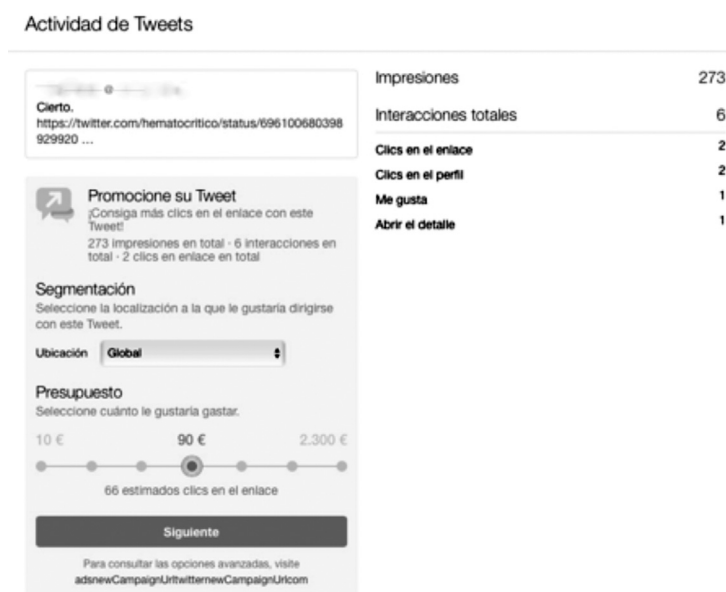 Actividad de Tweets
@
Cierto.
https://twitter.com/hematocritico/status/696100680398
929920 ...
Promocione su Tweet
¡Consiga más clics en el enlace con este
Tweet!
273 impresiones en total · 6 interacciones en
total · 2 clics en enlace en total
Segmentación
Seleccione la localización a la que le gustaría dirigirse
con este Tweet.
Ubicación Global
Presupuesto
Seleccione cuánto le gustaría gastar.
10 € 90 € 2.300 €
66 estimados clics en el enlace
Siguiente
Para consultar las opciones avanzadas, visite
adsnewCampaignUrltwitternewCampaignUrlcom
Impresiones 273
Interacciones totales 6
Clics en el enlace 2
Clics en el perfil 2
Me gusta 1
Abrir el detalle 1